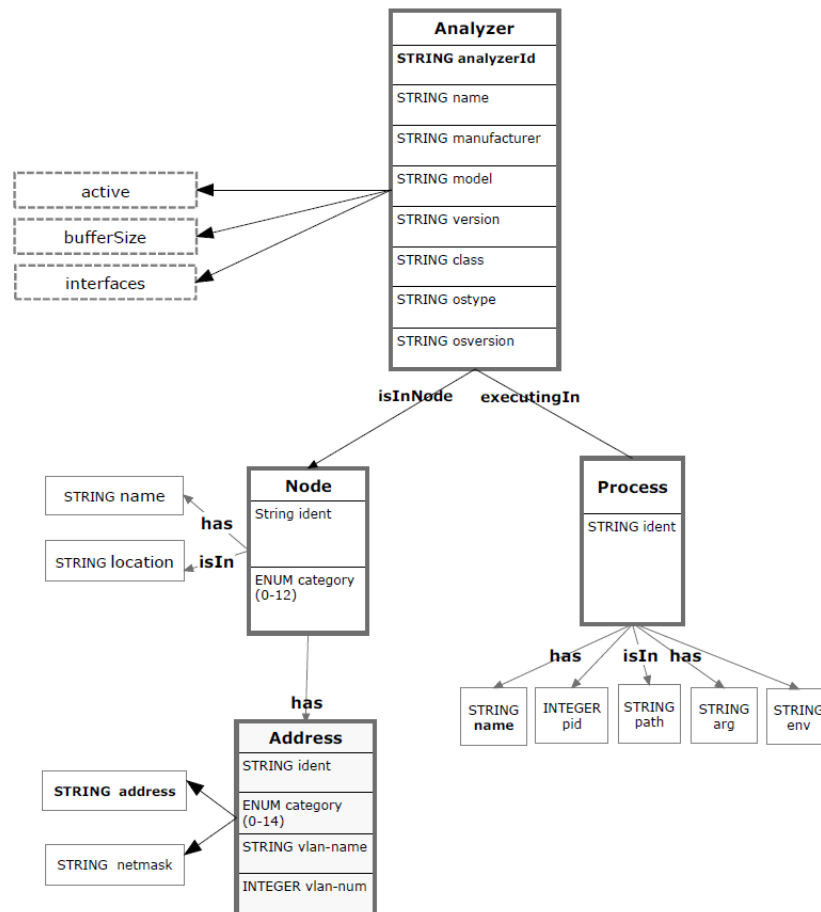 Analyzer
STRING analyzerId
STRING name
STRING manufacturer
STRING model
STRING version
STRING class
STRING ostype
STRING osversion
active
bufferSize
interfaces
isInNode
executingIn
STRING name
has
STRING location
isIn
Node
String ident
ENUM category
(0-12)
Process
STRING ident
has
isIn
has
STRING
name
INTEGER
pid
STRING
path
STRING
arg
STRING
env
has
Address
STRING ident
ENUM category
(0-14)
STRING vlan-name
INTEGER vlan-num
STRING address
STRING netmask